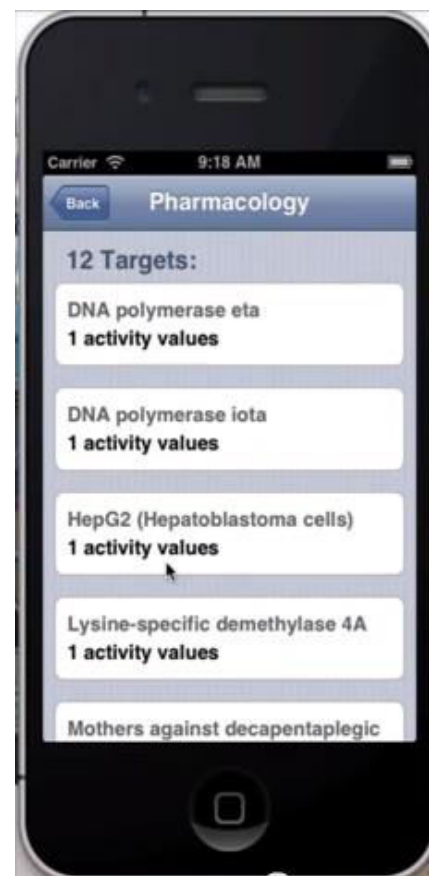 Carrier 9:18 AM
Back Pharmacology
12 Targets:
DNA polymerase eta
1 activity values
DNA polymerase iota
1 activity values
HepG2 (Hepatoblastoma cells)
1 activity values
Lysine-specific demethylase 4A
1 activity values
Mothers against decapentaplegic